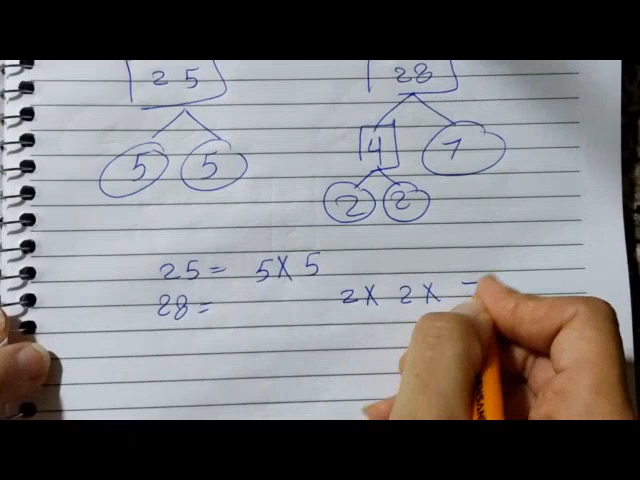 25 28
5 5 4 7
2 2
25 = 5 X 5
28 = 2 X 2 X